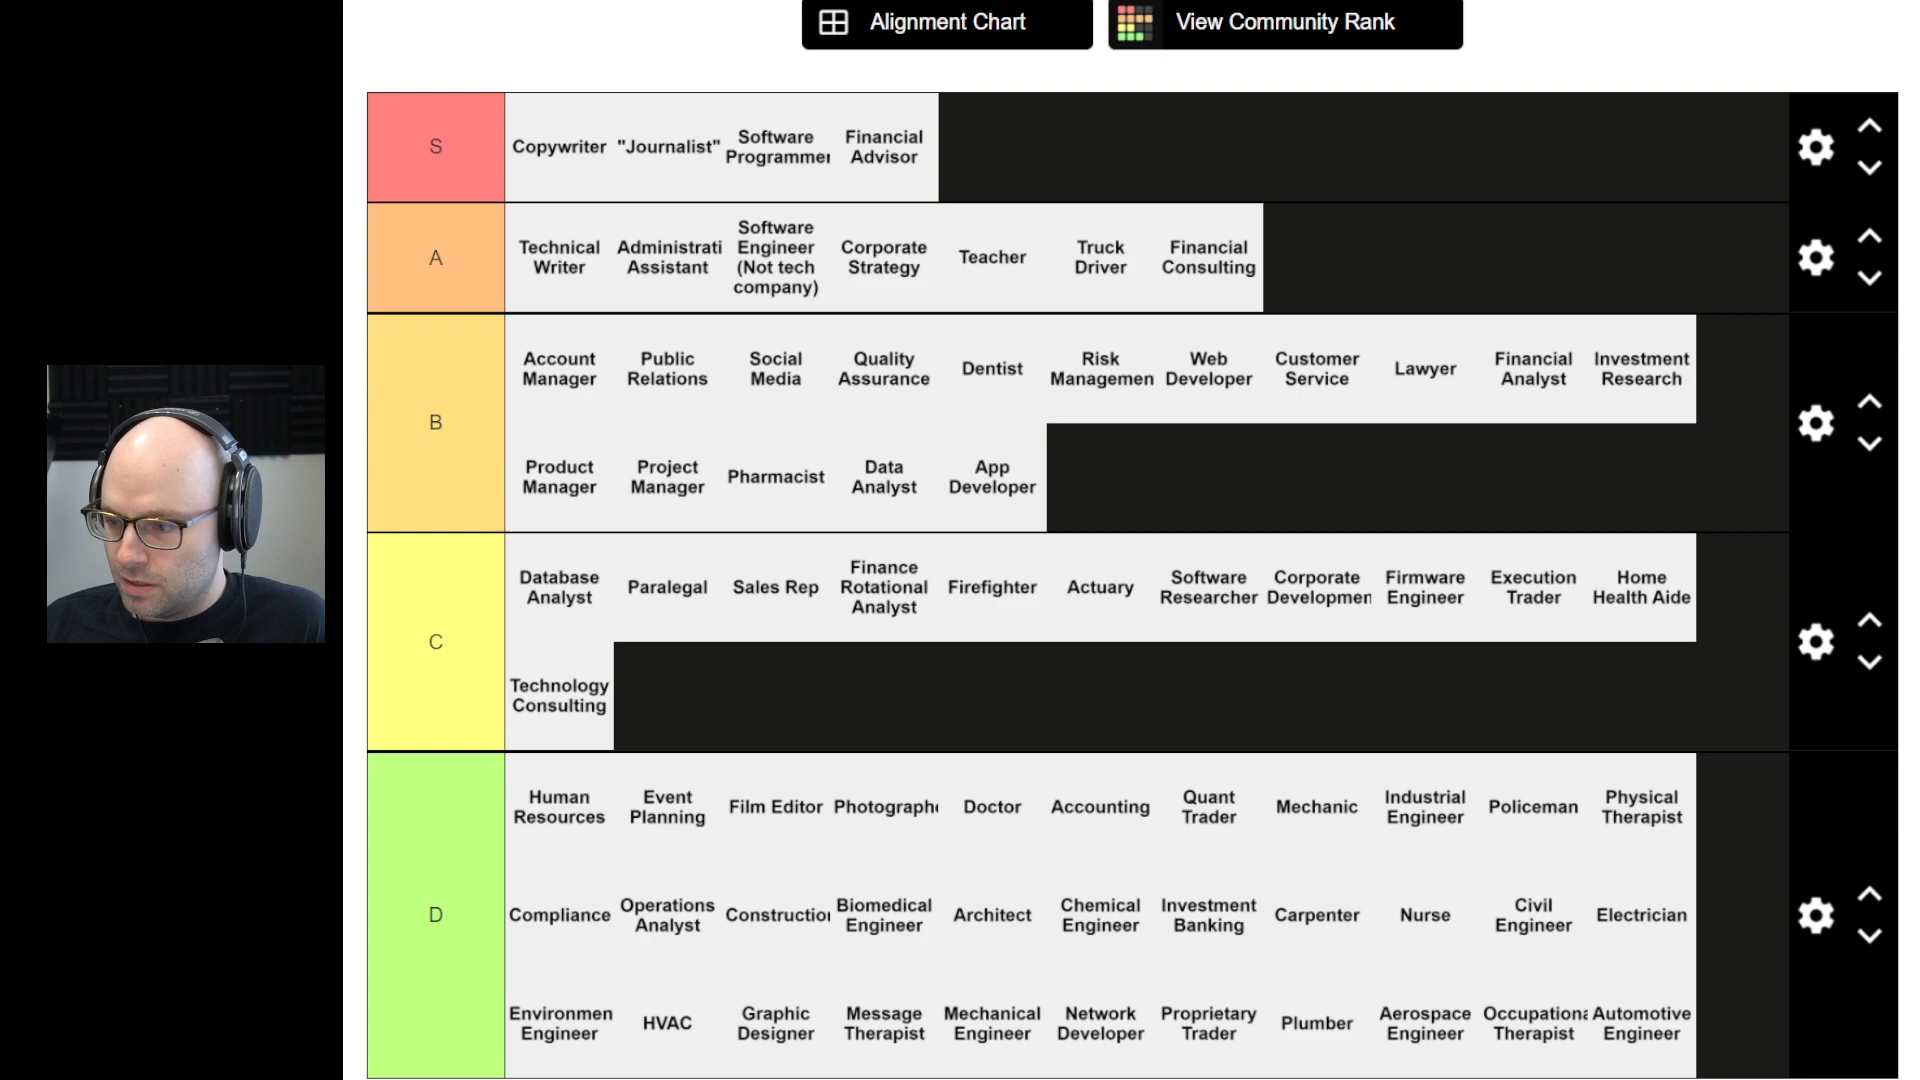 Alignment Chart
View Community Rank
S
Copywriter
"Journalist"
Software
Programmer
Financial
Advisor
A
Technical
Writer
Administrati
Assistant
Software
Engineer
(Not tech
company)
Corporate
Strategy
Teacher
Truck
Driver
Financial
Consulting
B
Account
Manager
Public
Relations
Social
Media
Quality
Assurance
Dentist
Risk
Managemen
Web
Developer
Customer
Service
Lawyer
Financial
Analyst
Investment
Research
Product
Manager
Project
Manager
Pharmacist
Data
Analyst
App
Developer
C
Database
Analyst
Paralegal
Sales Rep
Finance
Rotational
Analyst
Firefighter
Actuary
Software
Researcher
Corporate
Developmen
Firmware
Engineer
Execution
Trader
Home
Health Aide
Technology
Consulting
D
Human
Resources
Event
Planning
Film Editor
Photographe
Doctor
Accounting
Quant
Trader
Mechanic
Industrial
Engineer
Policeman
Physical
Therapist
Compliance
Operations
Analyst
Construction
Biomedical
Engineer
Architect
Chemical
Engineer
Investment
Banking
Carpenter
Nurse
Civil
Engineer
Electrician
Environmen
Engineer
HVAC
Graphic
Designer
Message
Therapist
Mechanical
Engineer
Network
Developer
Proprietary
Trader
Plumber
Aerospace
Engineer
Occupationa
Therapist
Automotive
Engineer